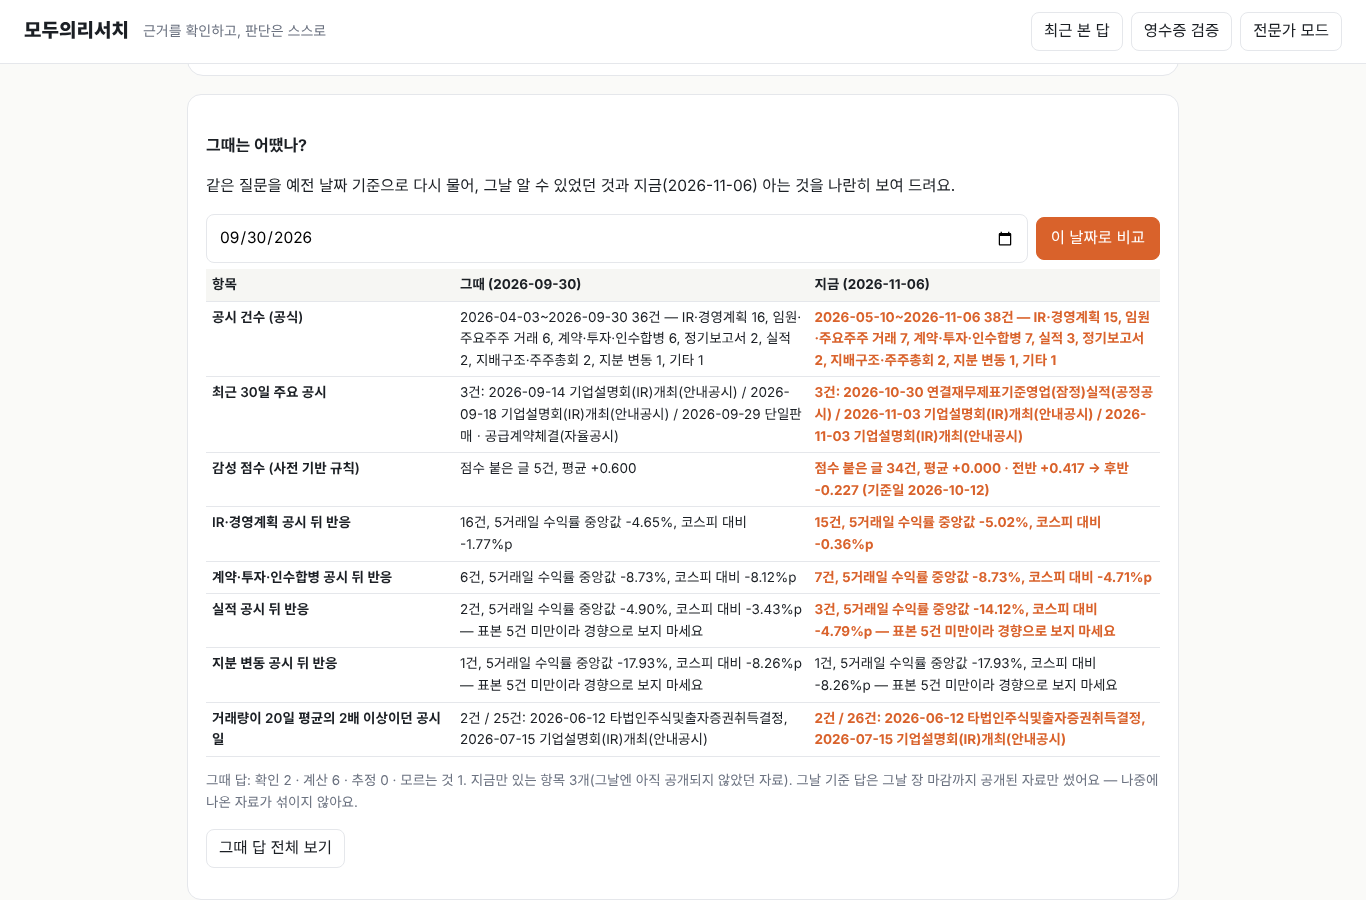 모두의리서치 근거를 확인하고, 판단은 스스로 최근 본 답 영수증 검증 전문가 모드
그때는 어땠나?
같은 질문을 예전 날짜 기준으로 다시 물어, 그날 알 수 있었던 것과 지금(2026-11-06) 아는 것을 나란히 보여 드려요.
09/30/2026 이 날짜로 비교
항목 그때 (2026-09-30) 지금 (2026-11-06)
공시 건수 (공식)
2026-04-03~2026-09-30 36건 — IR·경영계획 16, 임원·
주요주주 거래 6, 계약·투자·인수합병 6, 정기보고서 2, 실적
2, 지배구조·주주총회 2, 지분 변동 1, 기타 1
2026-05-10~2026-11-06 38건 — IR·경영계획 15, 임원
·주요주주 거래 7, 계약·투자·인수합병 7, 실적 3, 정기보고서
2, 지배구조·주주총회 2, 지분 변동 1, 기타 1
최근 30일 주요 공시
3건: 2026-09-14 기업설명회(IR)개최(안내공시) / 2026-
09-18 기업설명회(IR)개최(안내공시) / 2026-09-29 단일판
매ㆍ공급계약체결(자율공시)
3건: 2026-10-30 연결재무제표기준영업(잠정)실적(공정공
시) / 2026-11-03 기업설명회(IR)개최(안내공시) / 2026-
11-03 기업설명회(IR)개최(안내공시)
감성 점수 (사전 기반 규칙)
점수 붙은 글 5건, 평균 +0.600
점수 붙은 글 34건, 평균 +0.000 · 전반 +0.417 → 후반
-0.227 (기준일 2026-10-12)
IR·경영계획 공시 뒤 반응
16건, 5거래일 수익률 중앙값 -4.65%, 코스피 대비
-1.77%p
15건, 5거래일 수익률 중앙값 -5.02%, 코스피 대비
-0.36%p
계약·투자·인수합병 공시 뒤 반응
6건, 5거래일 수익률 중앙값 -8.73%, 코스피 대비 -8.12%p
7건, 5거래일 수익률 중앙값 -8.73%, 코스피 대비 -4.71%p
실적 공시 뒤 반응
2건, 5거래일 수익률 중앙값 -4.90%, 코스피 대비 -3.43%p
— 표본 5건 미만이라 경향으로 보지 마세요
3건, 5거래일 수익률 중앙값 -14.12%, 코스피 대비
-4.79%p — 표본 5건 미만이라 경향으로 보지 마세요
지분 변동 공시 뒤 반응
1건, 5거래일 수익률 중앙값 -17.93%, 코스피 대비 -8.26%p
— 표본 5건 미만이라 경향으로 보지 마세요
1건, 5거래일 수익률 중앙값 -17.93%, 코스피 대비
-8.26%p — 표본 5건 미만이라 경향으로 보지 마세요
거래량이 20일 평균의 2배 이상이던 공시
일
2건 / 25건: 2026-06-12 타법인주식및출자증권취득결정,
2026-07-15 기업설명회(IR)개최(안내공시)
2건 / 26건: 2026-06-12 타법인주식및출자증권취득결정,
2026-07-15 기업설명회(IR)개최(안내공시)
그때 답: 확인 2 · 계산 6 · 추정 0 · 모르는 것 1. 지금만 있는 항목 3개(그날엔 아직 공개되지 않았던 자료). 그날 기준 답은 그날 장 마감까지 공개된 자료만 썼어요 — 나중에
나온 자료가 섞이지 않아요.
그때 답 전체 보기